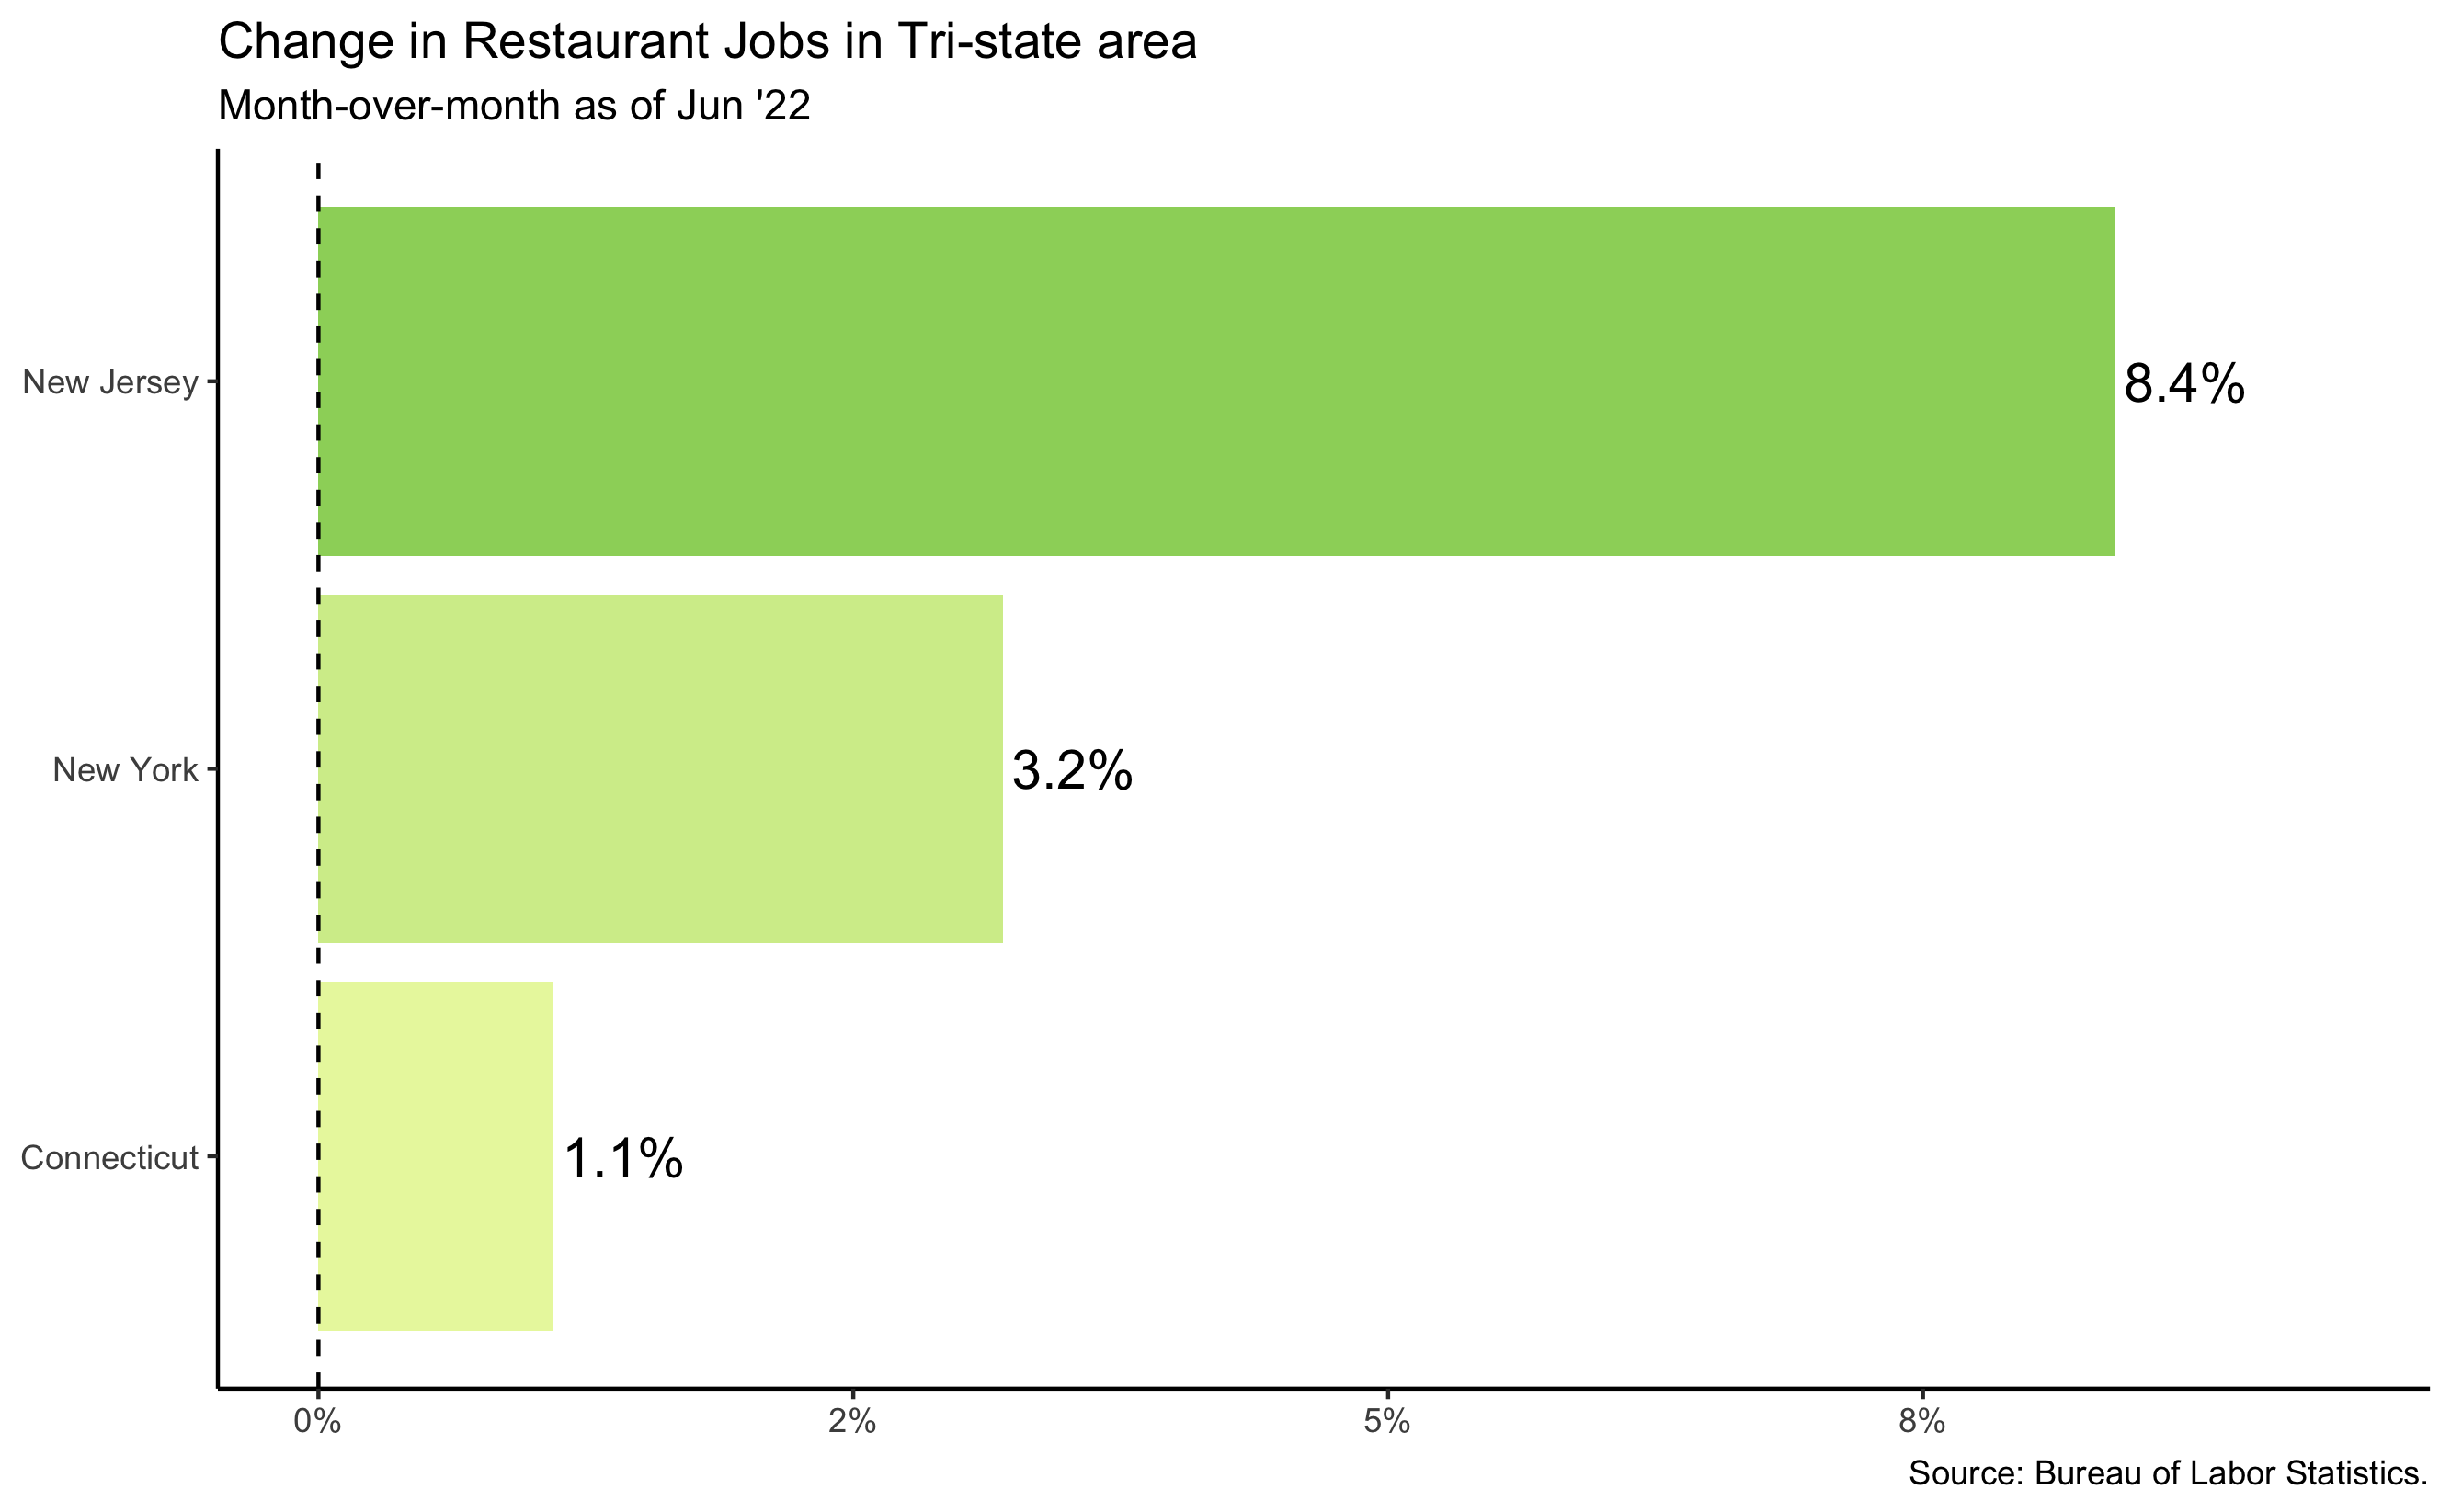 Change in Restaurant Jobs in Tri-state area
Month-over-month as of Jun '22
New Jersey
8.4%
New York
3.2%
Connecticut
1.1%
0% 2% 5% 8%
Source: Bureau of Labor Statistics.